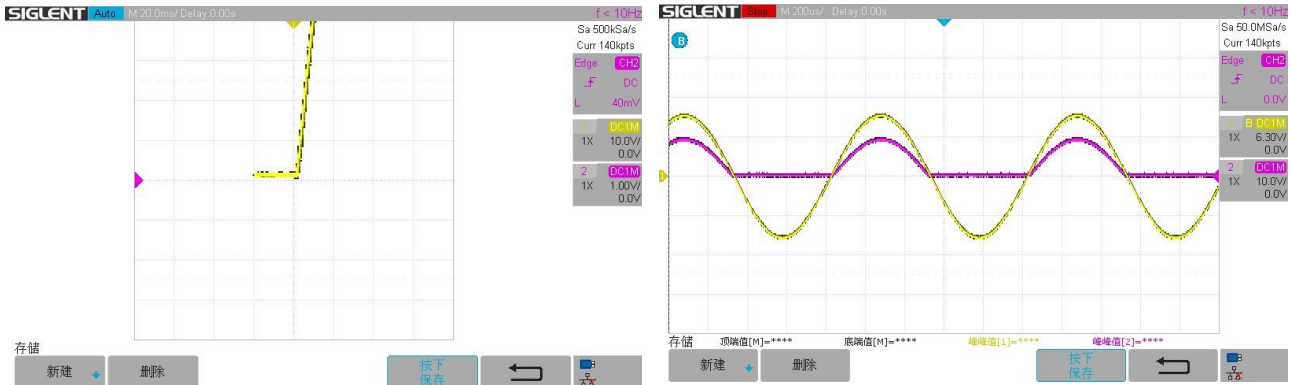 SIGLENT Auto M 20.0ms/ Delay:0.00s f < 10Hz
Sa 500kSa/s
Curr 140kpts
Edge CH2
DC
L 40mV
DC1M
1X 10.0V/
0.0V
2 DC1M
1X 1.00V/
0.0V
存储
新建
删除
按下
保存
SIGLENT Stop M 200us/ Delay:0.00s f < 10Hz
B
Sa 50.0MSa/s
Curr 140kpts
Edge CH2
DC
L 0.0V
B DC1M
1X 6.30V/
0.0V
2 DC1M
1X 10.0V/
0.0V
1
存储 顶端值[M]=**** 底端值[M]=**** 峰峰值[1]=**** 峰峰值[2]=****
新建
删除
按下
保存